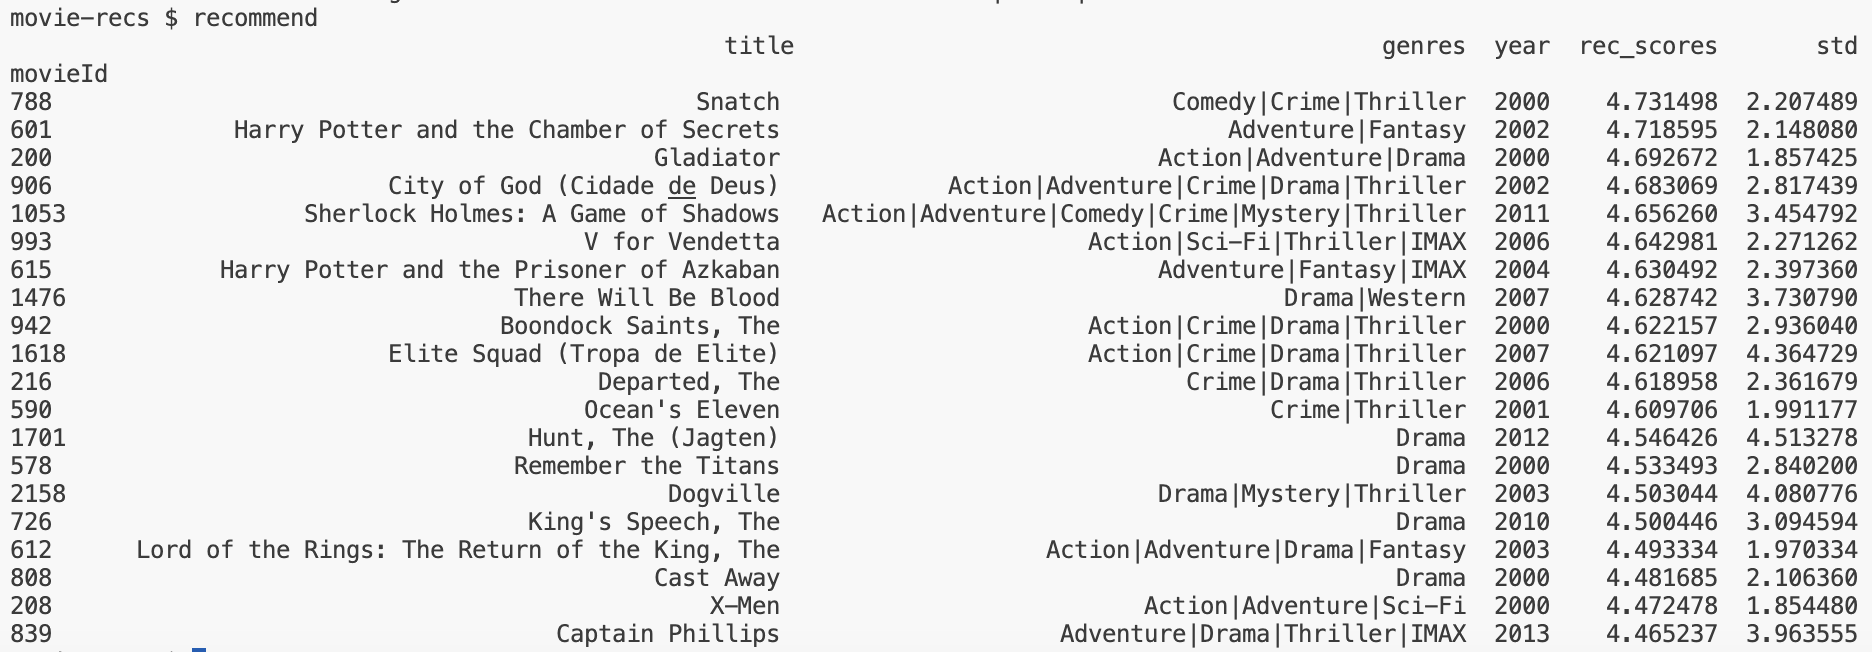 movie-recs $ recommend
title genres year rec_scores std
movieId
788 Snatch Comedy|Crime|Thriller 2000 4.731498 2.207489
601 Harry Potter and the Chamber of Secrets Adventure|Fantasy 2002 4.718595 2.148080
200 Gladiator Action|Adventure|Drama 2000 4.692672 1.857425
906 City of God (Cidade de Deus) Action|Adventure|Crime|Drama|Thriller 2002 4.683069 2.817439
1053 Sherlock Holmes: A Game of Shadows Action|Adventure|Comedy|Crime|Mystery|Thriller 2011 4.656260 3.454792
993 V for Vendetta Action|Sci-Fi|Thriller|IMAX 2006 4.642981 2.271262
615 Harry Potter and the Prisoner of Azkaban Adventure|Fantasy|IMAX 2004 4.630492 2.397360
1476 There Will Be Blood Drama|Western 2007 4.628742 3.730790
942 Boondock Saints, The Action|Crime|Drama|Thriller 2000 4.622157 2.936040
1618 Elite Squad (Tropa de Elite) Action|Crime|Drama|Thriller 2007 4.621097 4.364729
216 Departed, The Crime|Drama|Thriller 2006 4.618958 2.361679
590 Ocean's Eleven Crime|Thriller 2001 4.609706 1.991177
1701 Hunt, The (Jagten) Drama 2012 4.546426 4.513278
578 Remember the Titans Drama 2000 4.533493 2.840200
2158 Dogville Drama|Mystery|Thriller 2003 4.503044 4.080776
726 King's Speech, The Drama 2010 4.500446 3.094594
612 Lord of the Rings: The Return of the King, The Action|Adventure|Drama|Fantasy 2003 4.493334 1.970334
808 Cast Away Drama 2000 4.481685 2.106360
208 X-Men Action|Adventure|Sci-Fi 2000 4.472478 1.854480
839 Captain Phillips Adventure|Drama|Thriller|IMAX 2013 4.465237 3.963555